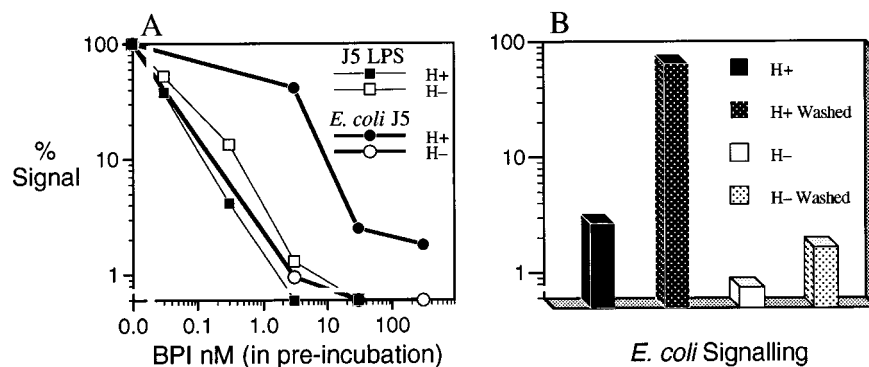 A
100
10
1
%
Signal
J5 LPS
H+
H–
E. coli J5
H+
H–
0.0 0.1 1.0 10 100
BPI nM (in pre-incubation)
B
100
10
1
H+
H+ Washed
H–
H– Washed
E. coli Signalling